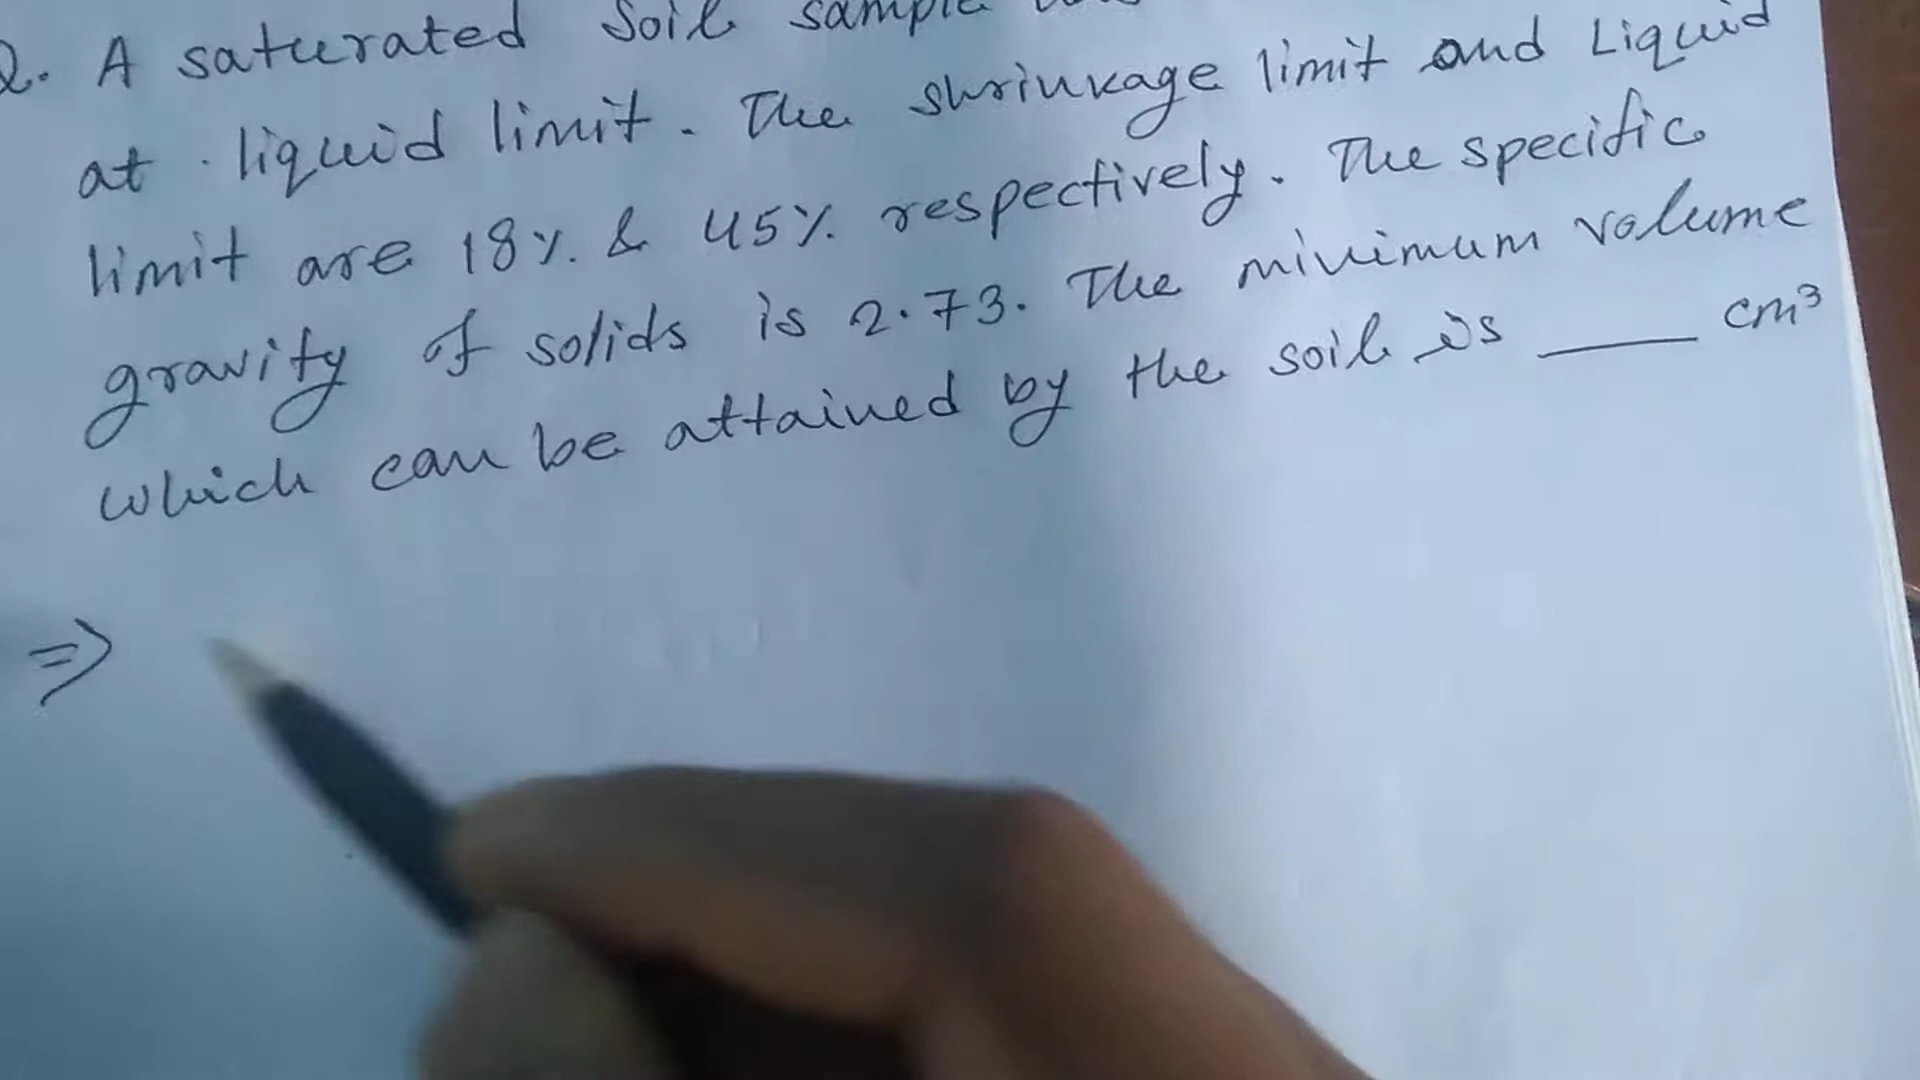 Q. A saturated Soil sample
at liquid limit. The shrinkage limit and Liquid
limit are 18% & 45% respectively. The specific
gravity of solids is 2.73. The minimum volume
which can be attained by the soil is ____ cm³
⇒